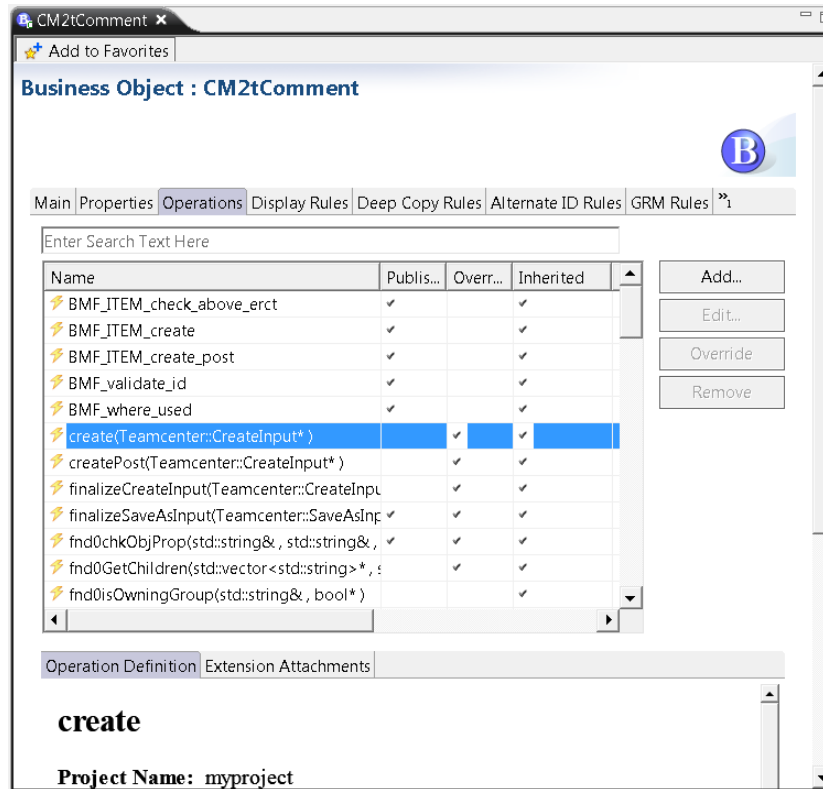 CM2tComment
Add to Favorites
Business Object : CM2tComment
B
Main Properties Operations Display Rules Deep Copy Rules Alternate ID Rules GRM Rules »1
Enter Search Text Here
Name Publis... Overr... Inherited
Add...
BMF_ITEM_check_above_erct
Edit...
BMF_ITEM_create
BMF_ITEM_create_post
Override
BMF_validate_id
Remove
BMF_where_used
create(Teamcenter::CreateInput* )
createPost(Teamcenter::CreateInput* )
finalizeCreateInput(Teamcenter::CreateInpu
finalizeSaveAsInput(Teamcenter::SaveAsInp
fnd0chkObjProp(std::string& , std::string& ,
fnd0GetChildren(std::vector<std::string>* , s
fnd0isOwningGroup(std::string& , bool* )
Operation Definition Extension Attachments
create
Project Name: myproject